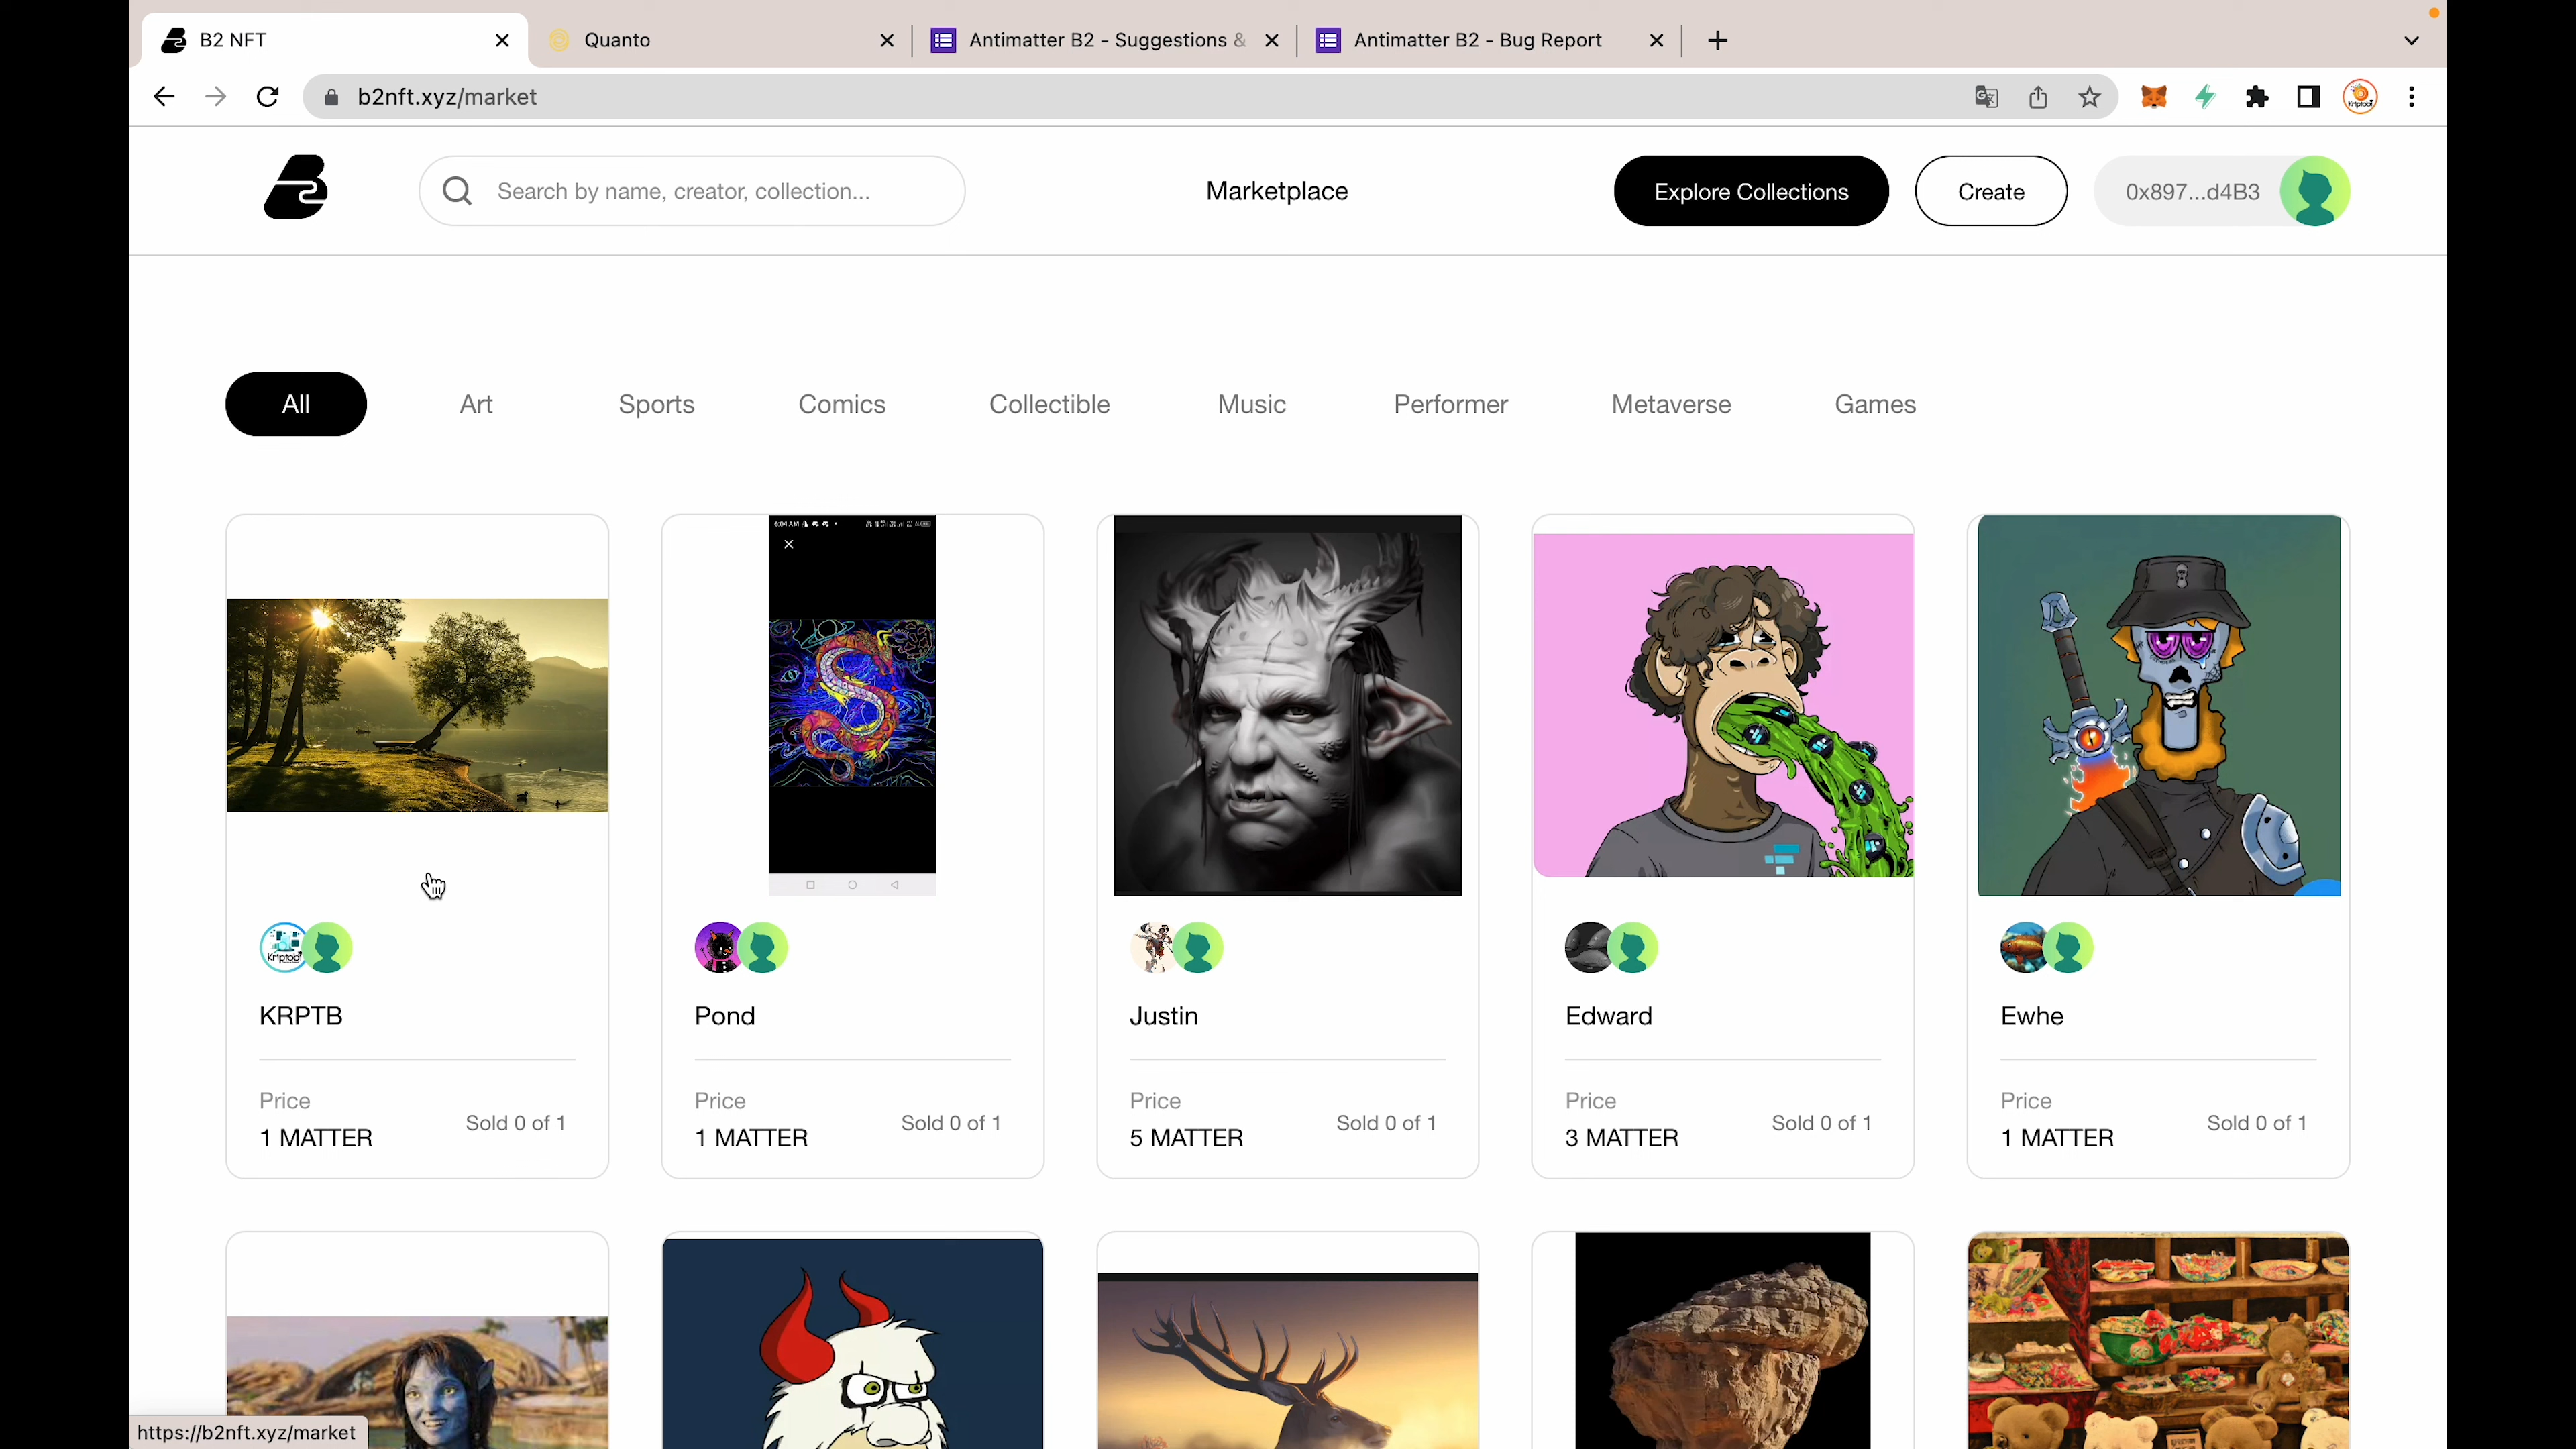 B2 NFT
Quanto
Antimatter B2 - Suggestions &
Antimatter B2 - Bug Report
b2nft.xyz/market
Search by name, creator, collection...
Marketplace
Explore Collections
Create
0x897...d4B3
All
Art
Sports
Comics
Collectible
Music
Performer
Metaverse
Games
6:04 AM
Kriptobi
KRPTB
Pond
Justin
Edward
Ewhe
Price
1 MATTER
Sold 0 of 1
Price
1 MATTER
Sold 0 of 1
Price
5 MATTER
Sold 0 of 1
Price
3 MATTER
Sold 0 of 1
Price
1 MATTER
Sold 0 of 1
https://b2nft.xyz/market